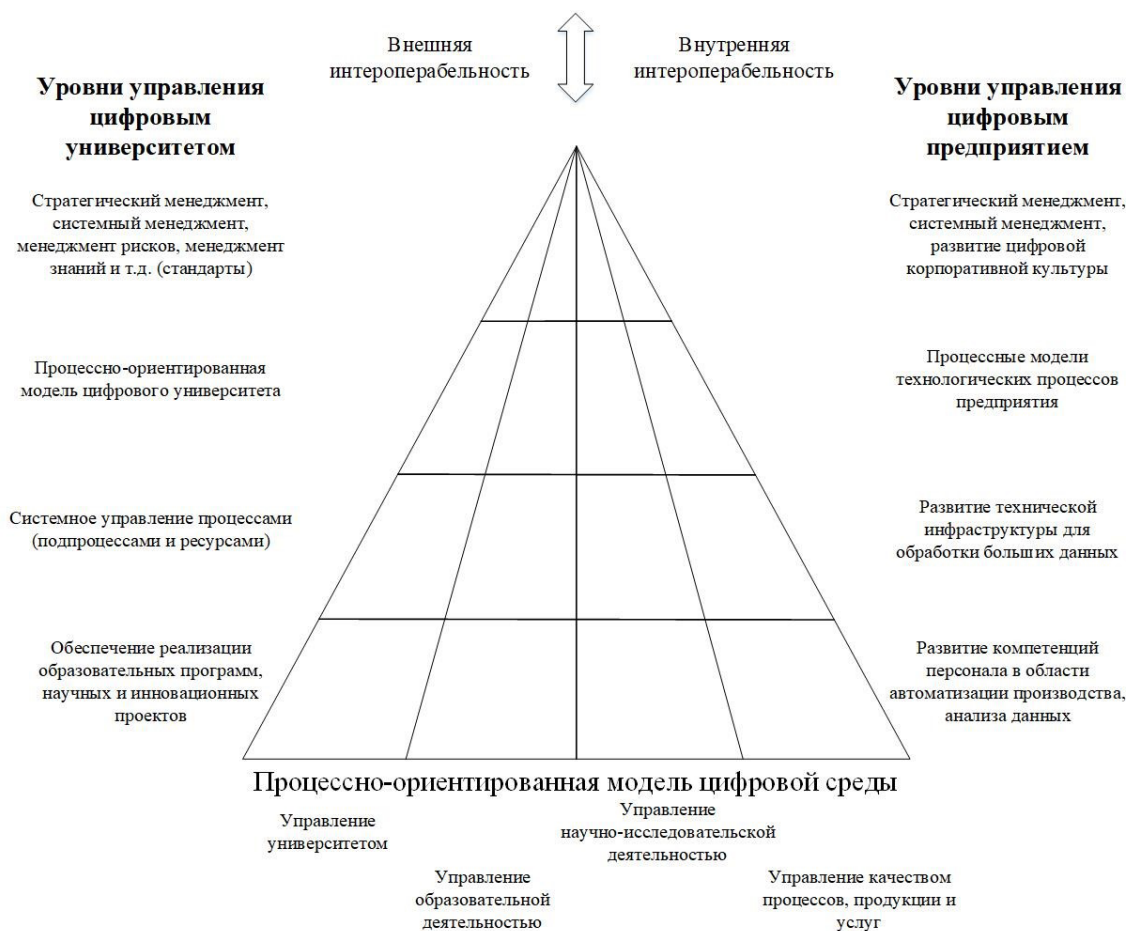 Внешняя
интероперабельность
Внутренняя
интероперабельность
Уровни управления
цифровым
университетом
Уровни управления
цифровым
предприятием
Стратегический менеджмент,
системный менеджмент,
менеджмент рисков, менеджмент
знаний и т.д. (стандарты)
Стратегический менеджмент,
системный менеджмент,
развитие цифровой
корпоративной культуры
Процессно-ориентированная
модель цифрового университета
Процессные модели
технологических процессов
предприятия
Системное управление процессами
(подпроцессами и ресурсами)
Развитие технической
инфраструктуры для
обработки больших данных
Обеспечение реализации
образовательных программ,
научных и инновационных
проектов
Развитие компетенций
персонала в области
автоматизации производства,
анализа данных
Процессно-ориентированная модель цифровой среды
Управление
университетом
Управление
образовательной
деятельностью
Управление
научно-исследовательской
деятельностью
Управление качеством
процессов, продукции и
услуг